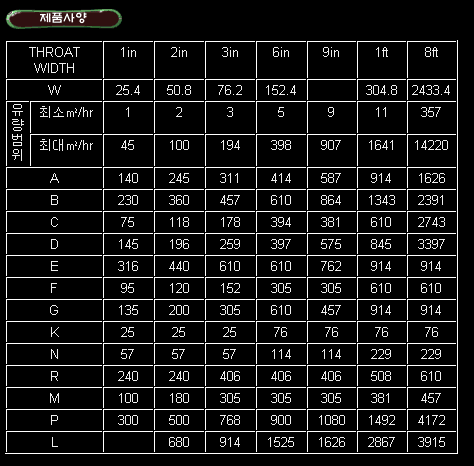 제품사양
THROAT WIDTH 1in 2in 3in 6in 9in 1ft 8ft
W 25.4 50.8 76.2 152.4 304.8 2433.4
유량범위 최소㎥/hr 1 2 3 5 9 11 357
최대㎥/hr 45 100 194 398 907 1641 14220
A 140 245 311 414 587 914 1626
B 230 360 457 610 864 1343 2391
C 75 118 178 394 381 610 2743
D 145 196 259 397 575 845 3397
E 316 440 610 610 762 914 914
F 95 120 152 305 305 610 610
G 135 200 305 610 457 914 914
K 25 25 25 76 76 76 76
N 57 57 57 114 114 229 229
R 240 240 406 406 406 508 610
M 100 180 305 305 305 381 457
P 300 500 768 900 1080 1492 4172
L 680 914 1525 1626 2867 3915